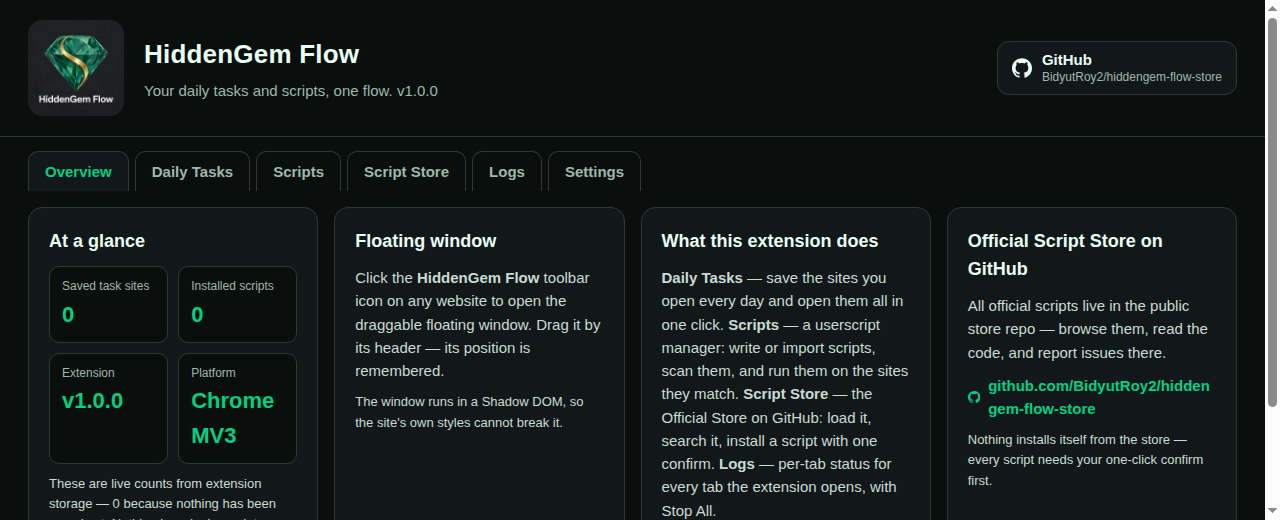 HiddenGem Flow
HiddenGem Flow
Your daily tasks and scripts, one flow. v1.0.0
GitHub
BidyutRoy2/hiddengem-flow-store
Overview
Daily Tasks
Scripts
Script Store
Logs
Settings
At a glance
Saved task sites
0
Installed scripts
0
Extension
v1.0.0
Platform
Chrome
MV3
These are live counts from extension
storage — 0 because nothing has been
Floating window
Click the HiddenGem Flow toolbar
icon on any website to open the
draggable floating window. Drag it by
its header — its position is
remembered.
The window runs in a Shadow DOM, so
the site's own styles cannot break it.
What this extension does
Daily Tasks — save the sites you
open every day and open them all in
one click. Scripts — a userscript
manager: write or import scripts,
scan them, and run them on the sites
they match. Script Store — the
Official Store on GitHub: load it,
search it, install a script with one
confirm. Logs — per-tab status for
every tab the extension opens, with
Stop All.
Official Script Store on
GitHub
All official scripts live in the public
store repo — browse them, read the
code, and report issues there.
github.com/BidyutRoy2/hidden
gem-flow-store
Nothing installs itself from the store —
every script needs your one-click confirm
first.